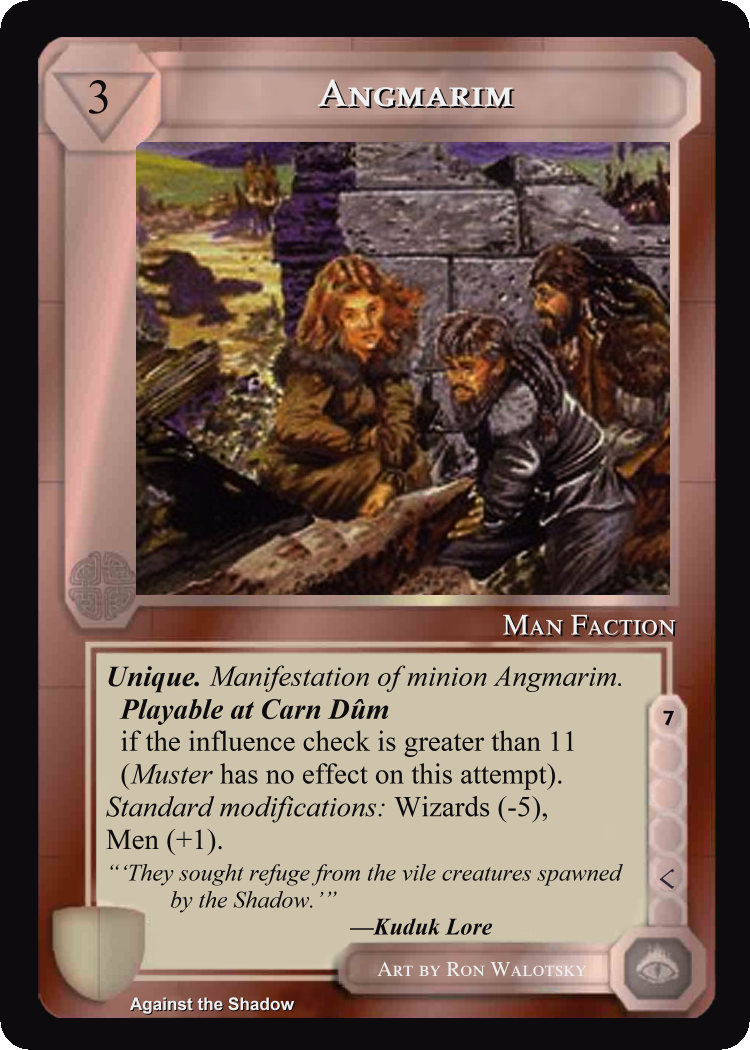 3
ANGMARIM
MAN FACTION
Unique. Manifestation of minion Angmarim.
Playable at Carn Dûm
if the influence check is greater than 11
(Muster has no effect on this attempt).
Standard modifications: Wizards (-5),
Men (+1).
“‘They sought refuge from the vile creatures spawned
by the Shadow.’”
—Kuduk Lore
7
<
ART BY RON WALOTSKY
Against the Shadow